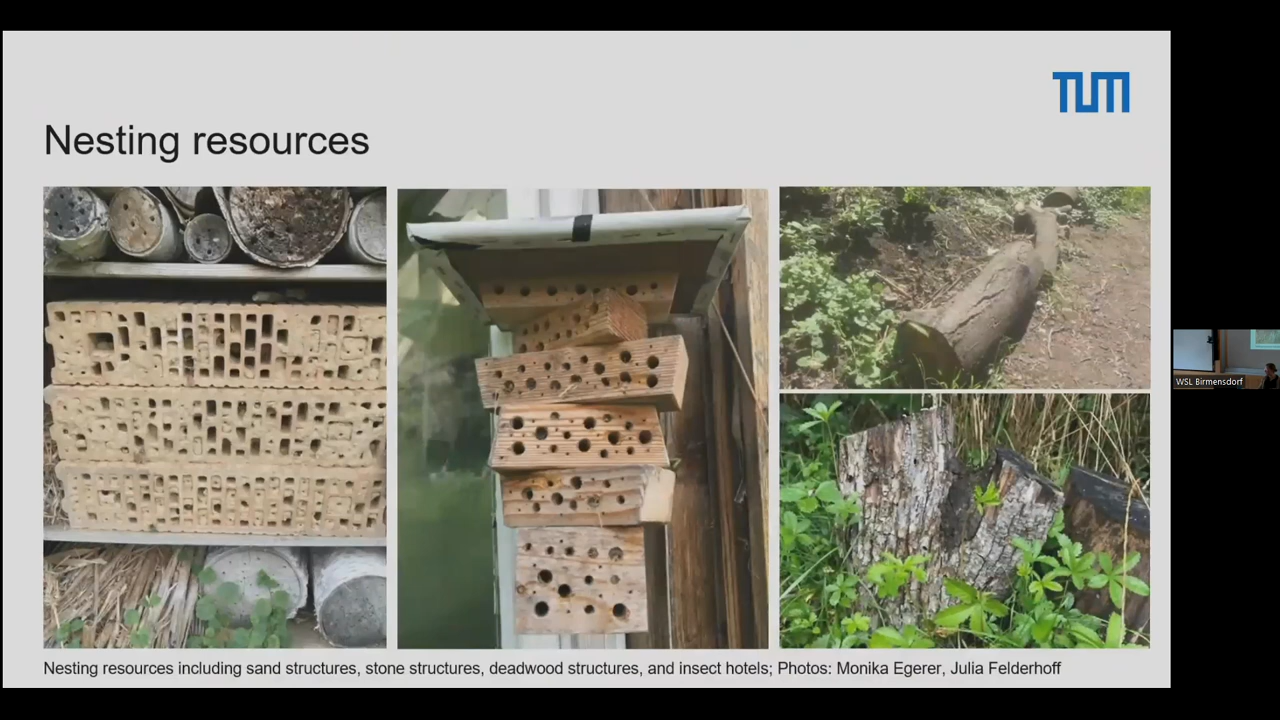 TUM
Nesting resources
WSL Birmensdorf
Nesting resources including sand structures, stone structures, deadwood structures, and insect hotels; Photos: Monika Egerer, Julia Felderhoff